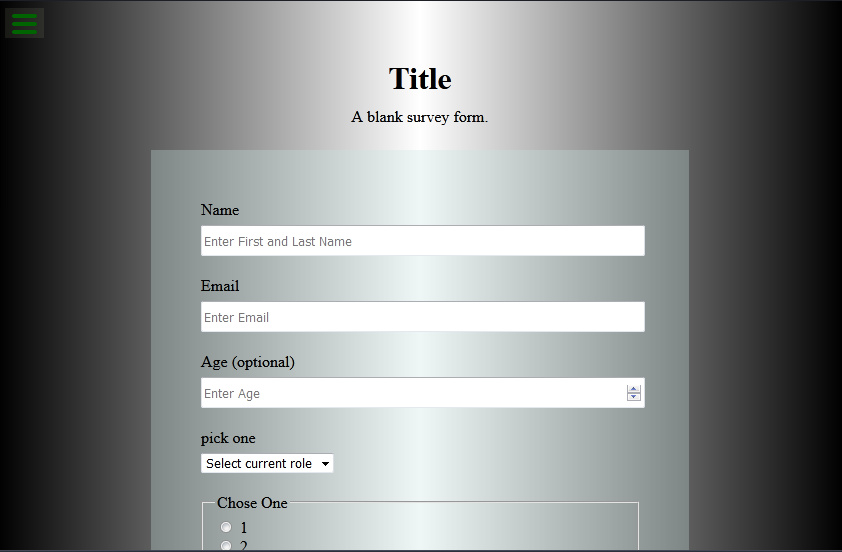 Title
A blank survey form.
Name
Enter First and Last Name
Email
Enter Email
Age (optional)
Enter Age
pick one
Select current role
Chose One
1
2